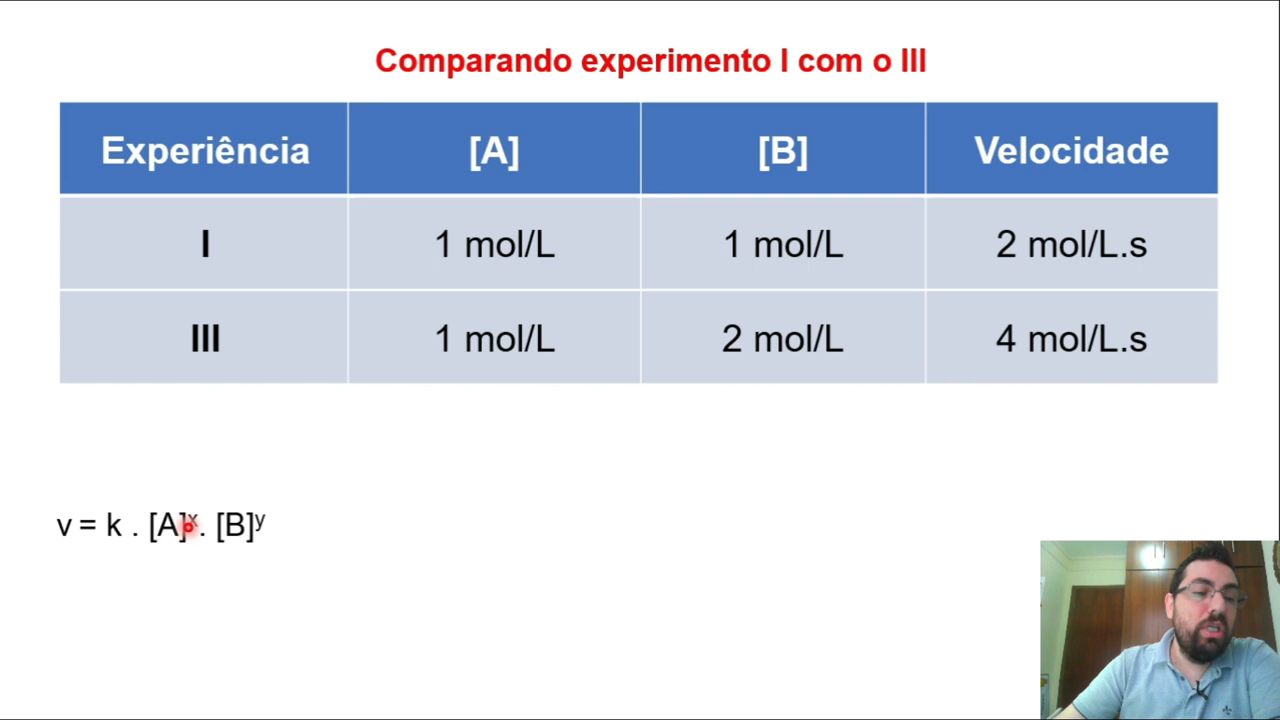 Comparando experimento I com o III
Experiência [A] [B] Velocidade
I 1 mol/L 1 mol/L 2 mol/L.s
III 1 mol/L 2 mol/L 4 mol/L.s
v = k . [A]ˣ. [B]ʸ